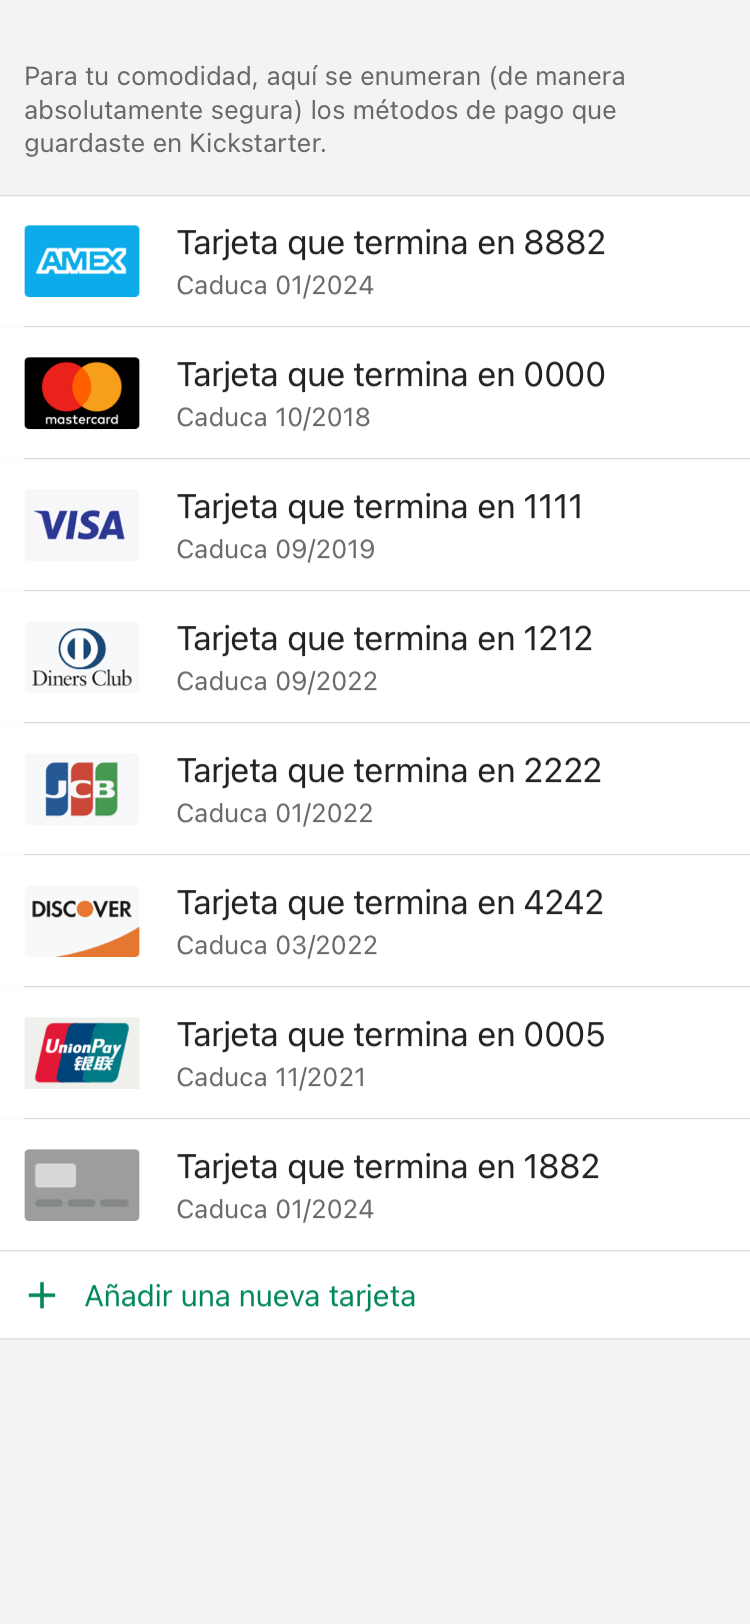 Para tu comodidad, aquí se enumeran (de manera
absolutamente segura) los métodos de pago que
guardaste en Kickstarter.
AMEX
Tarjeta que termina en 8882
Caduca 01/2024
mastercard
Tarjeta que termina en 0000
Caduca 10/2018
VISA
Tarjeta que termina en 1111
Caduca 09/2019
Diners Club
Tarjeta que termina en 1212
Caduca 09/2022
JCB
Tarjeta que termina en 2222
Caduca 01/2022
DISCOVER
Tarjeta que termina en 4242
Caduca 03/2022
UnionPay
银联
Tarjeta que termina en 0005
Caduca 11/2021
Tarjeta que termina en 1882
Caduca 01/2024
+ Añadir una nueva tarjeta